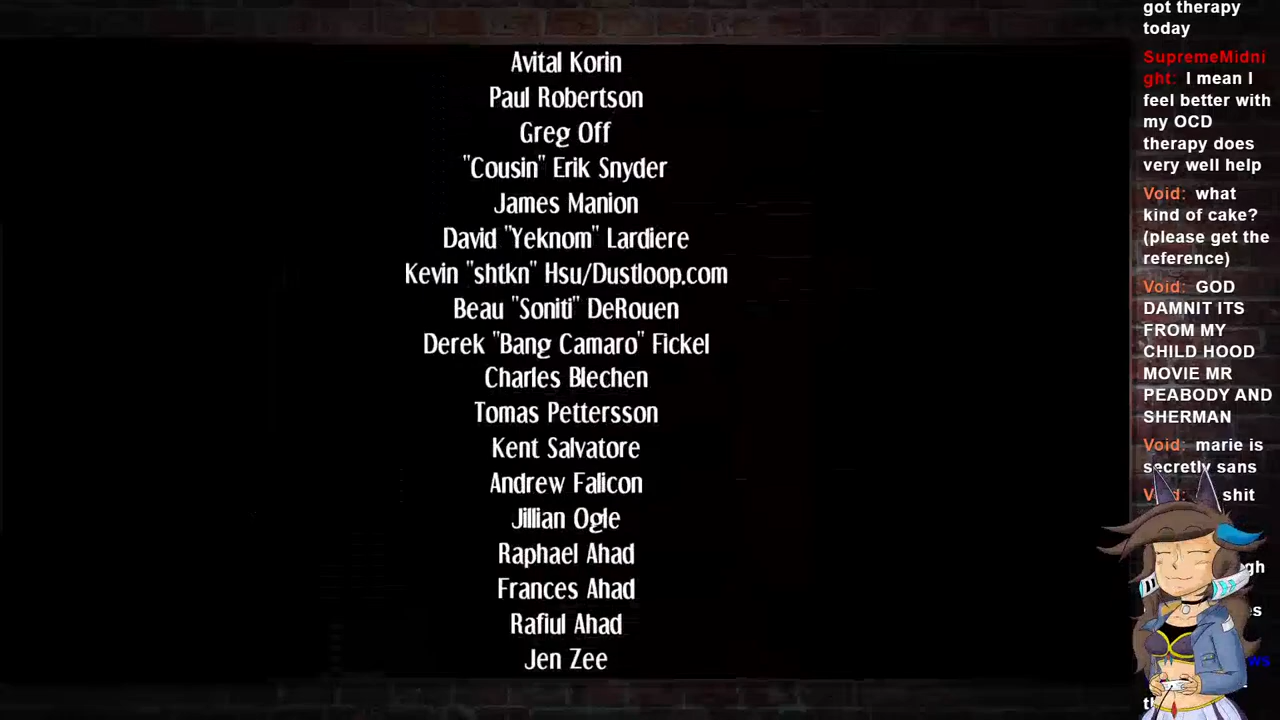 Avital Korin
Paul Robertson
Greg Off
"Cousin" Erik Snyder
James Manion
David "Yeknom" Lardiere
Kevin "shtkn" Hsu/Dustloop.com
Beau "Soniti" DeRouen
Derek "Bang Camaro" Fickel
Charles Blechen
Tomas Pettersson
Kent Salvatore
Andrew Falicon
Jillian Ogle
Raphael Ahad
Frances Ahad
Rafiul Ahad
Jen Zee
got therapy
today
SupremeMidni
ght: I mean I
feel better with
my OCD
therapy does
very well help
Void: what
kind of cake?
(please get the
reference)
Void: GOD
DAMNIT ITS
FROM MY
CHILD HOOD
MOVIE MR
PEABODY AND
SHERMAN
Void: marie is
secretly sans
Void: shit